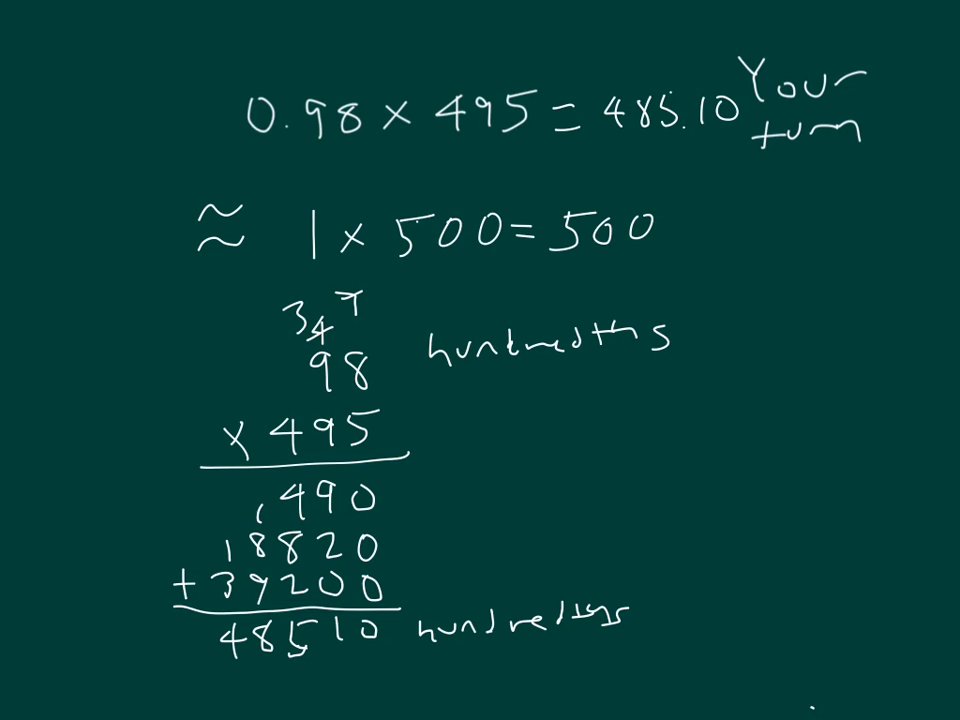 0.98 × 495 = 485.10 Your turn
≈ 1 × 500 = 500
3 4 7
98 hundredths
× 495
1490
18820
+ 39200
48510 hundredths